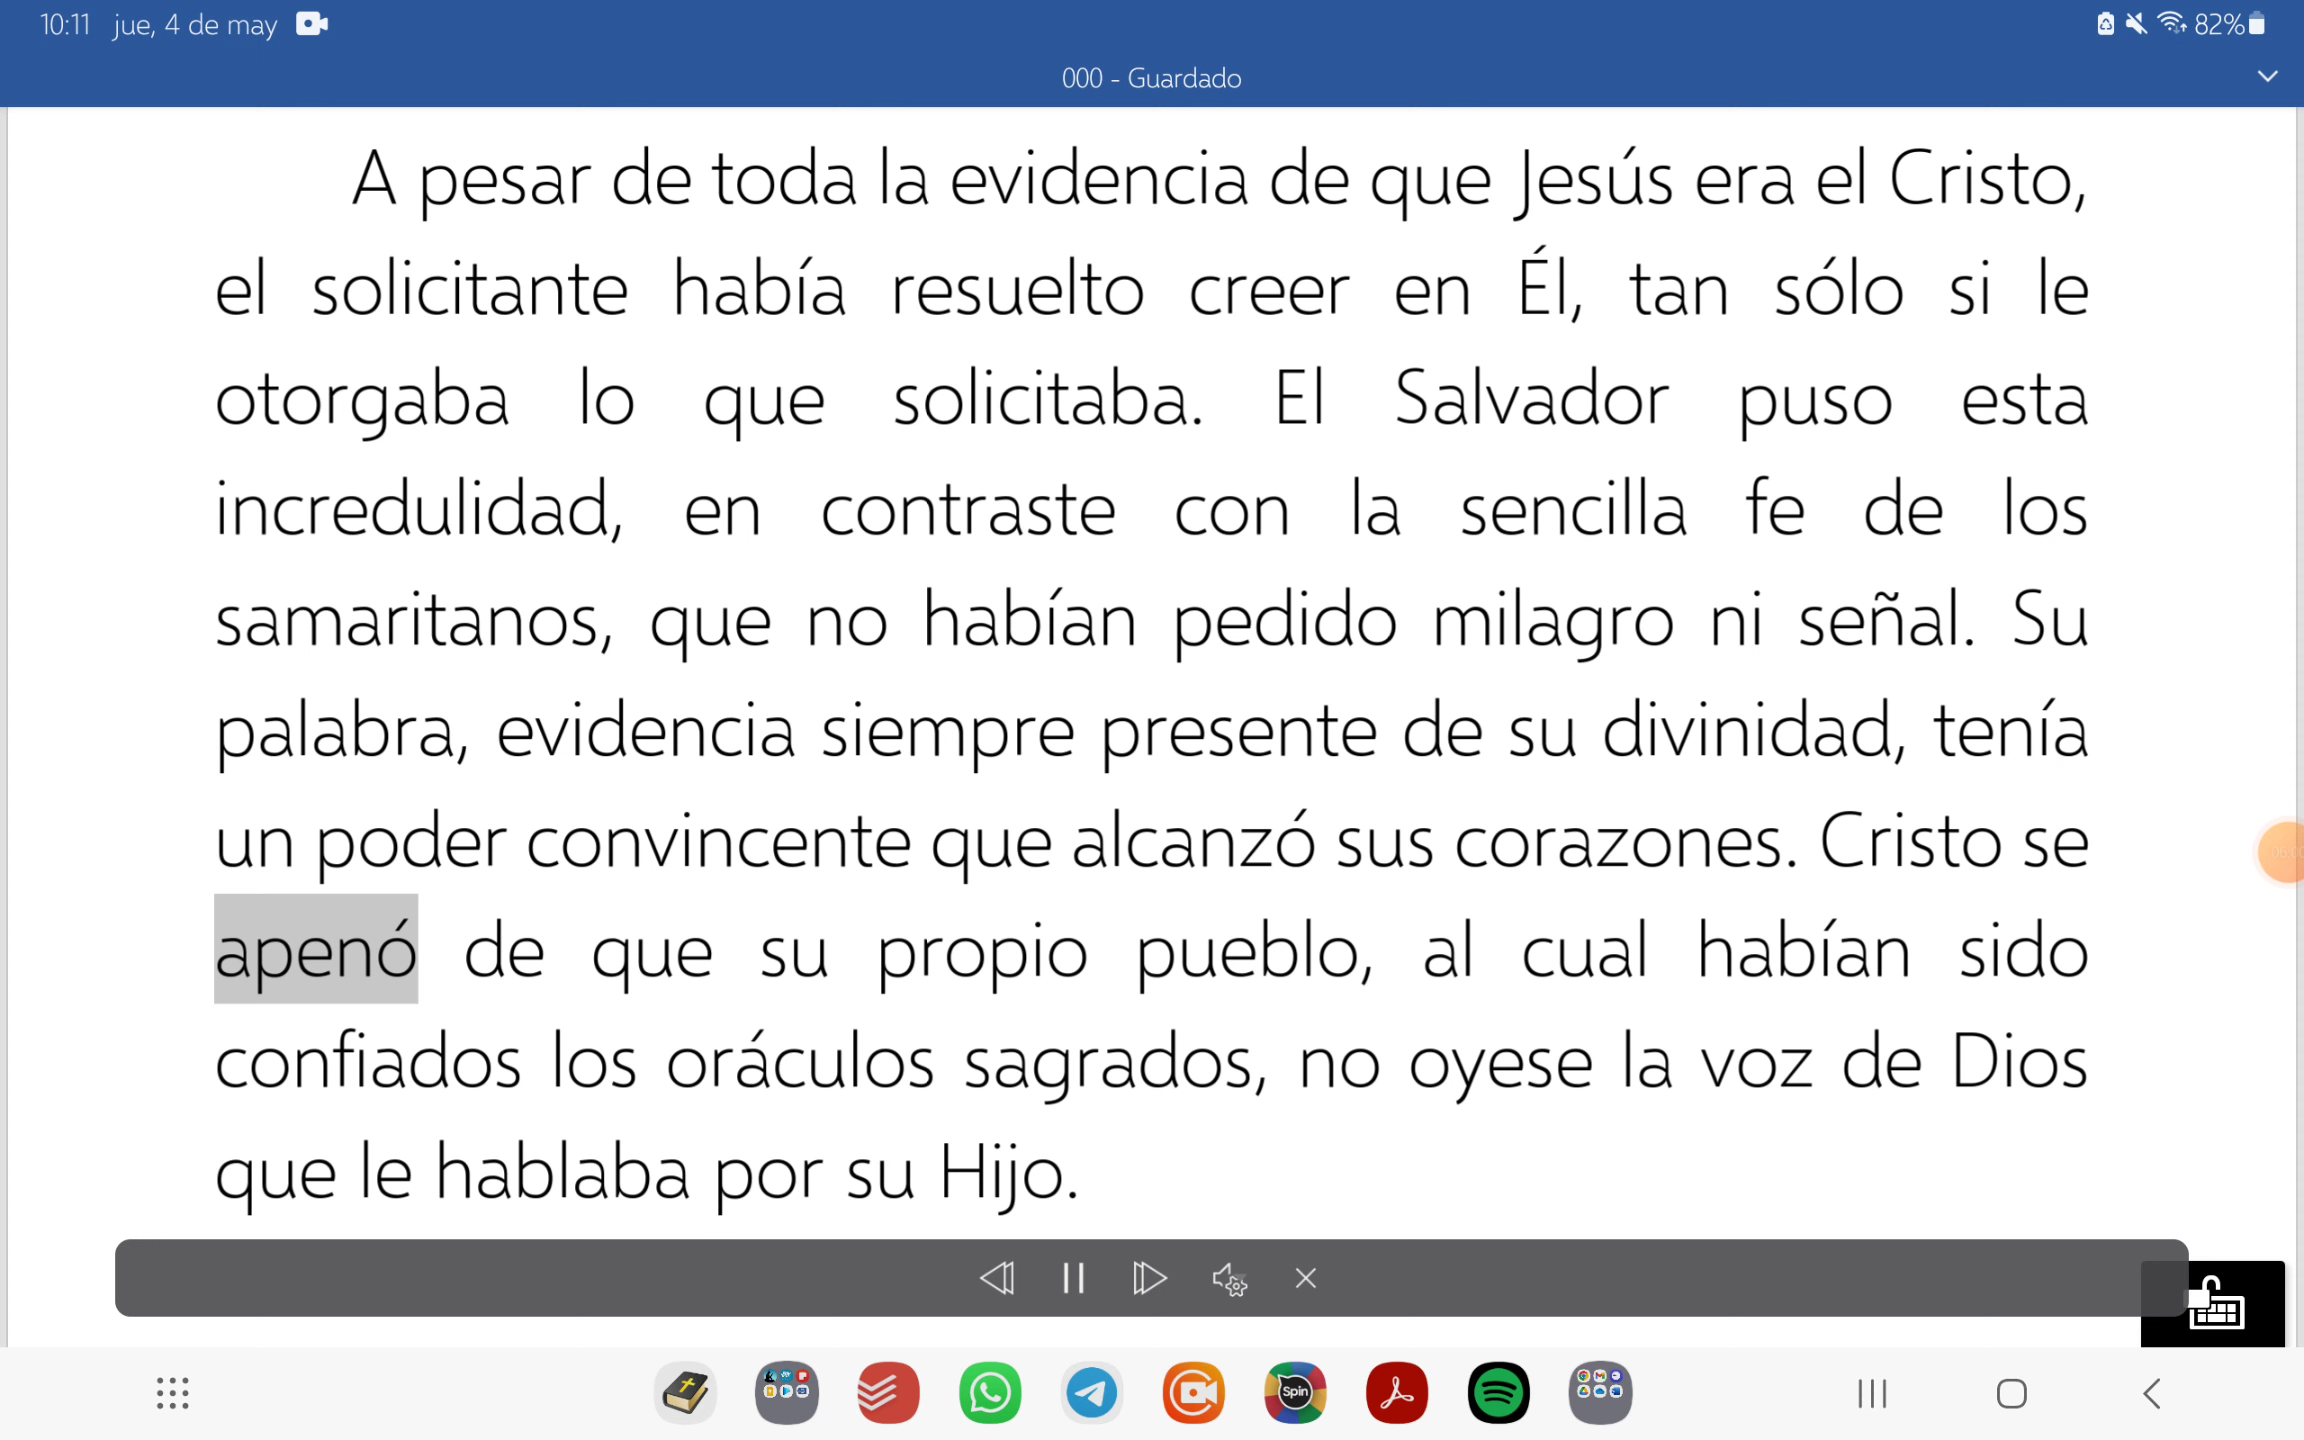 10:11 jue, 4 de may 82%
000 - Guardado
A pesar de toda la evidencia de que Jesús era el Cristo,
el solicitante había resuelto creer en Él, tan sólo si le
otorgaba lo que solicitaba. El Salvador puso esta
incredulidad, en contraste con la sencilla fe de los
samaritanos, que no habían pedido milagro ni señal. Su
palabra, evidencia siempre presente de su divinidad, tenía
un poder convincente que alcanzó sus corazones. Cristo se
apenó de que su propio pueblo, al cual habían sido
confiados los oráculos sagrados, no oyese la voz de Dios
que le hablaba por su Hijo.
Spin